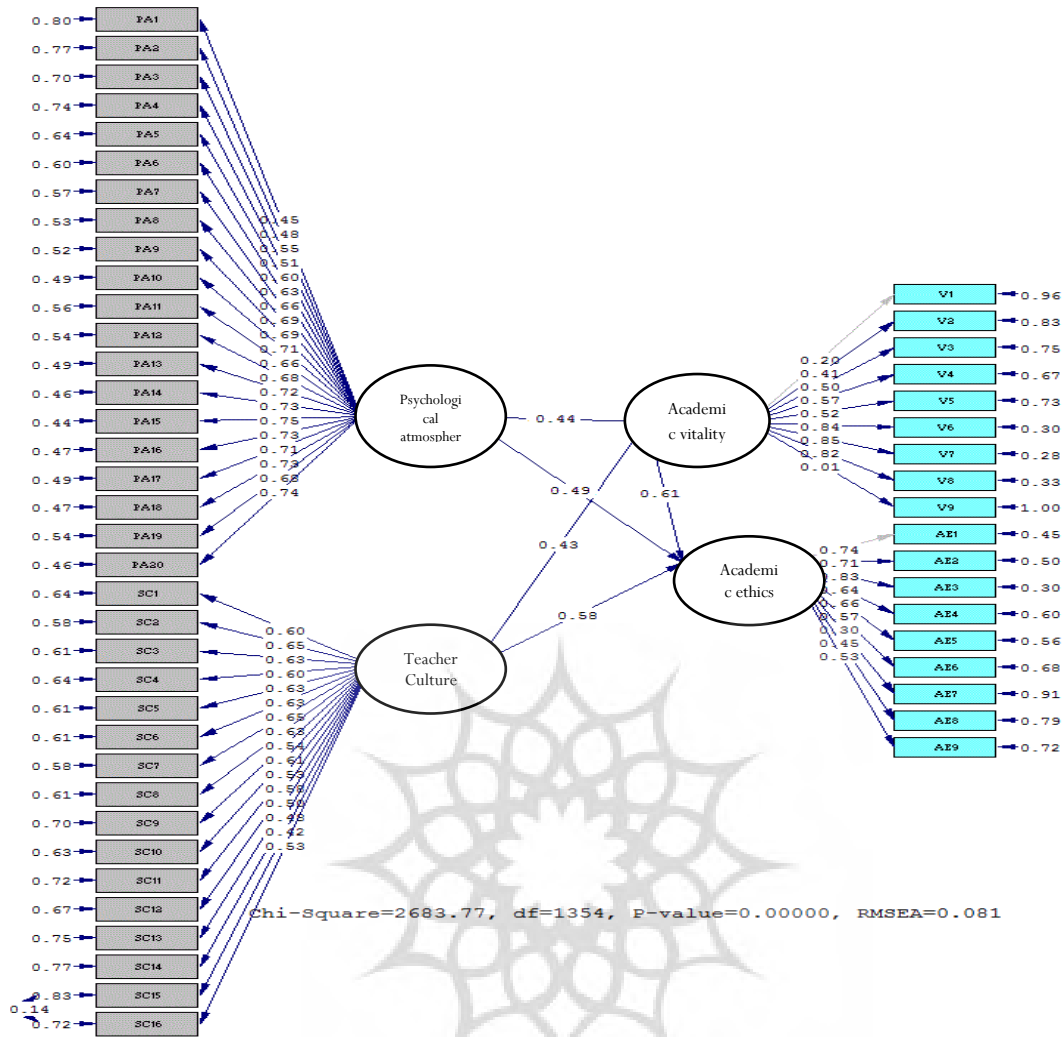 0.80 PA1
0.77 PA2
0.70 PA3
0.74 PA4
0.64 PA5
0.60 PA6
0.57 PA7
0.53 PA8
0.52 PA9
0.49 PA10
0.56 PA11
0.54 PA12
0.49 PA13
0.46 PA14
0.44 PA15
0.47 PA16
0.49 PA17
0.47 PA18
0.54 PA19
0.46 PA20
0.64 SC1
0.58 SC2
0.61 SC3
0.64 SC4
0.61 SC5
0.61 SC6
0.58 SC7
0.61 SC8
0.70 SC9
0.63 SC10
0.72 SC11
0.67 SC12
0.75 SC13
0.77 SC14
0.83 SC15
0.14
0.72 SC16
0.45
0.48
0.55
0.51
0.60
0.63
0.66
0.69
0.69
0.71
0.66
0.68
0.72
0.73
0.75
0.73
0.71
0.73
0.68
0.74
0.60
0.65
0.63
0.60
0.63
0.63
0.65
0.63
0.54
0.61
0.53
0.58
0.50
0.48
0.42
0.53
Psychologi
cal
atmospher
Teacher
Culture
0.44
0.49
0.61
0.43
0.58
Academi
c vitality
Academi
c ethics
0.20
0.41
0.50
0.57
0.52
0.84
0.85
0.82
0.01
0.74
0.71
0.83
0.64
0.66
0.57
0.30
0.45
0.53
V1 0.96
V2 0.83
V3 0.75
V4 0.67
V5 0.73
V6 0.30
V7 0.28
V8 0.33
V9 1.00
AE1 0.45
AE2 0.50
AE3 0.30
AE4 0.60
AE5 0.56
AE6 0.68
AE7 0.91
AE8 0.79
AE9 0.72
Chi-Square=2683.77, df=1354, P-value=0.00000, RMSEA=0.081